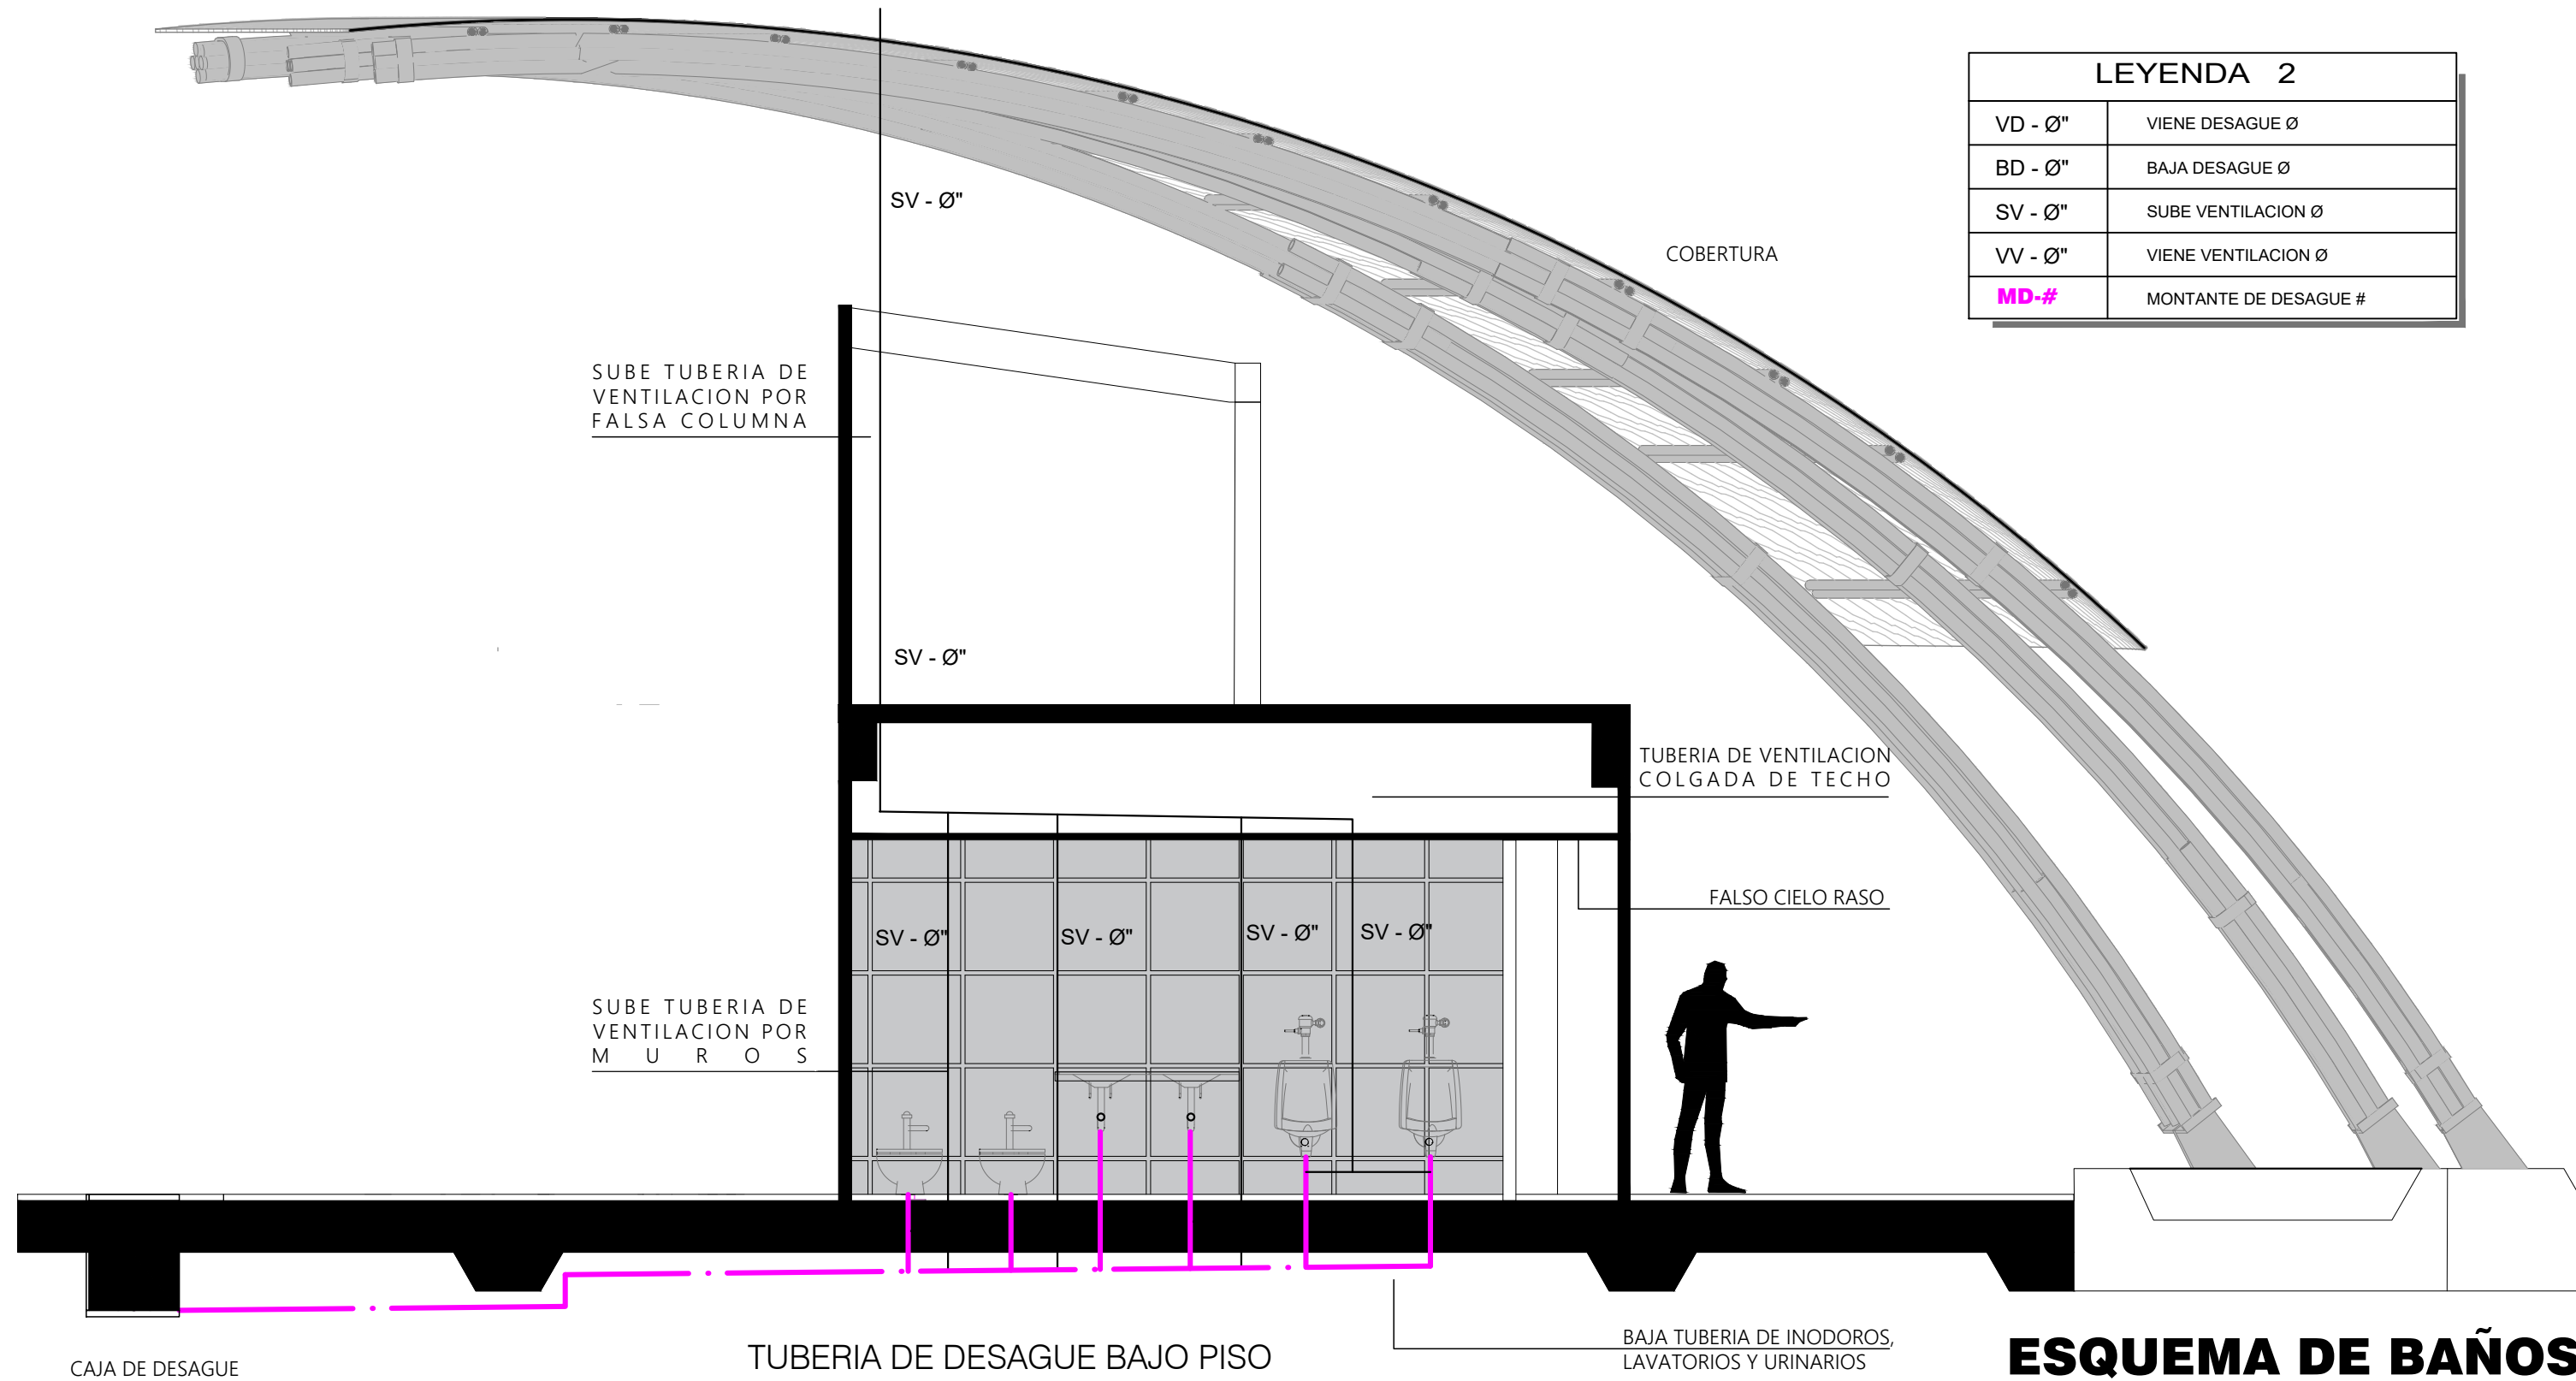 LEYENDA 2
VD - Ø" VIENE DESAGUE Ø
BD - Ø" BAJA DESAGUE Ø
SV - Ø" SUBE VENTILACION Ø
VV - Ø" VIENE VENTILACION Ø
MD-# MONTANTE DE DESAGUE #
SV - Ø"
COBERTURA
SUBE TUBERIA DE
VENTILACION POR
FALSA COLUMNA
SV - Ø"
TUBERIA DE VENTILACION
COLGADA DE TECHO
FALSO CIELO RASO
SV - Ø" SV - Ø" SV - Ø" SV - Ø"
SUBE TUBERIA DE
VENTILACION POR
MUROS
TUBERIA DE DESAGUE BAJO PISO
BAJA TUBERIA DE INODOROS,
LAVATORIOS Y URINARIOS
CAJA DE DESAGUE
ESQUEMA DE BAÑOS